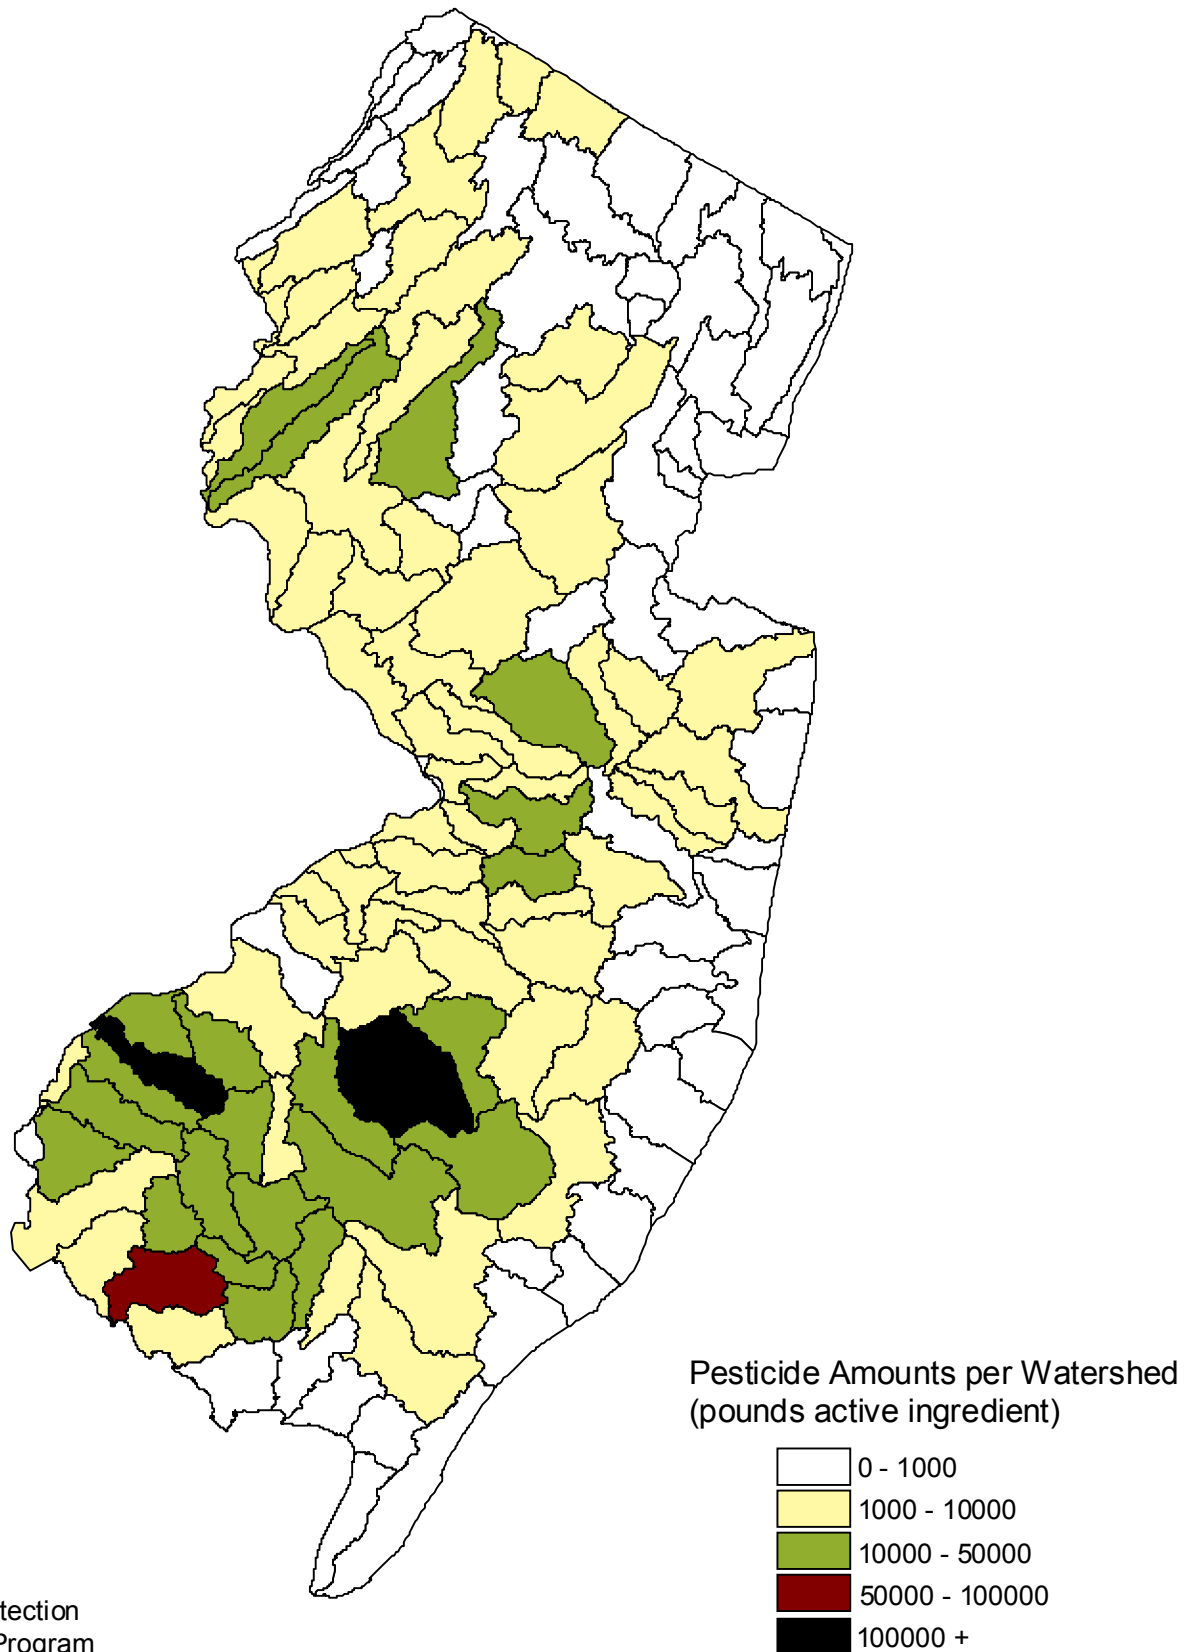 Pesticide Amounts per Watershed
(pounds active ingredient)
0 - 1000
1000 - 10000
10000 - 50000
50000 - 100000
100000 +
tection
Program